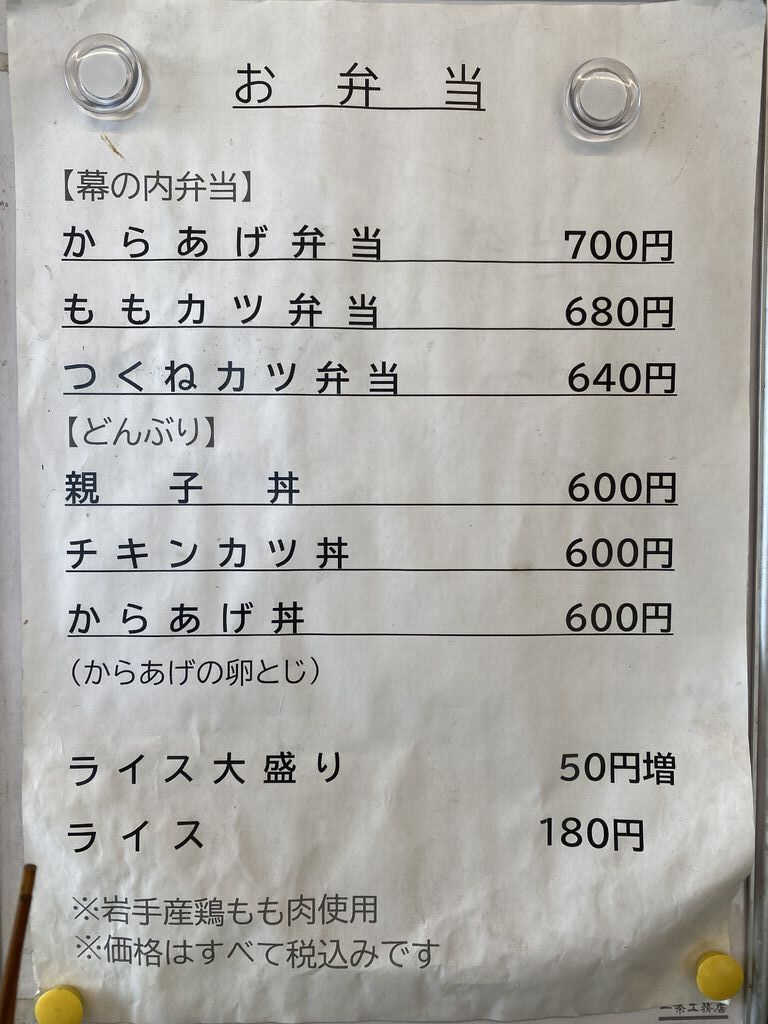 お弁当
【幕の内弁当】
からあげ弁当 700円
ももカツ弁当 680円
つくねカツ弁当 640円
【どんぶり】
親子丼 600円
チキンカツ丼 600円
からあげ丼 600円
（からあげの卵とじ）
ライス大盛り 50円増
ライス 180円
※岩手産鶏もも肉使用
※価格はすべて税込みです
一条工務店